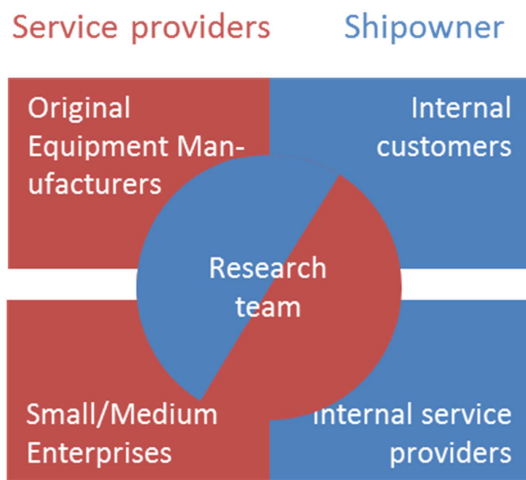 Service providers
Shipowner
Original
Equipment Man-
ufacturers
Internal
customers
Research
team
Small/Medium
Enterprises
Internal service
providers